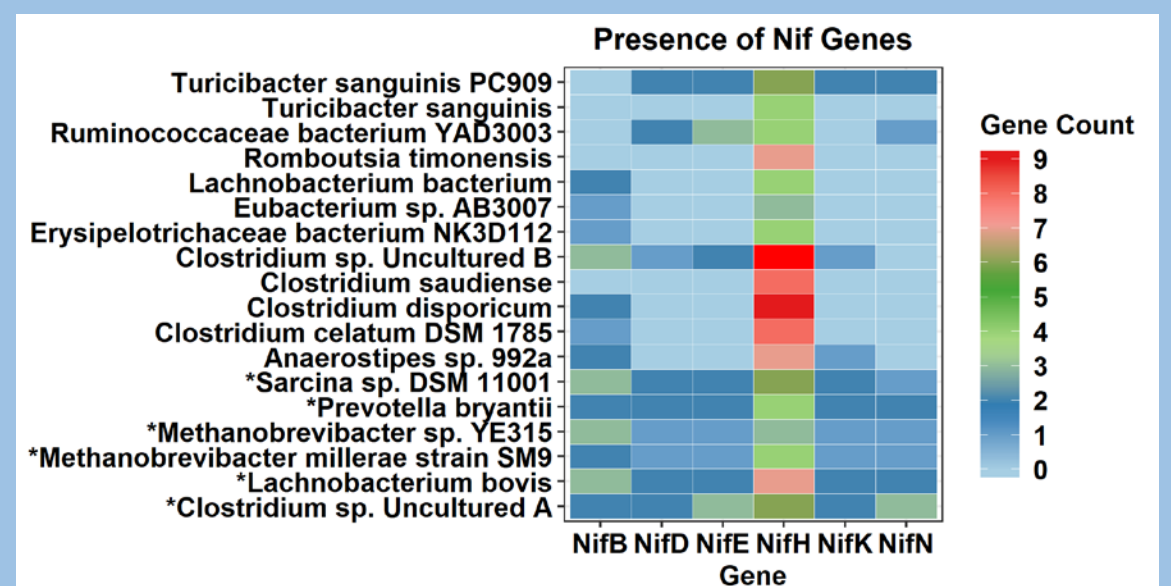 Presence of Nif Genes
Turicibacter sanguinis PC909
Turicibacter sanguinis
Ruminococcaceae bacterium YAD3003
Romboutsia timonensis
Lachnobacterium bacterium
Eubacterium sp. AB3007
Erysipelotrichaceae bacterium NK3D112
Clostridium sp. Uncultured B
Clostridium saudiense
Clostridium disporicum
Clostridium celatum DSM 1785
Anaerostipes sp. 992a
*Sarcina sp. DSM 11001
*Prevotella bryantii
*Methanobrevibacter sp. YE315
*Methanobrevibacter millerae strain SM9
*Lachnobacterium bovis
*Clostridium sp. Uncultured A
NifB NifD NifE NifH NifK NifN
Gene
Gene Count
9
8
7
6
5
4
3
2
1
0